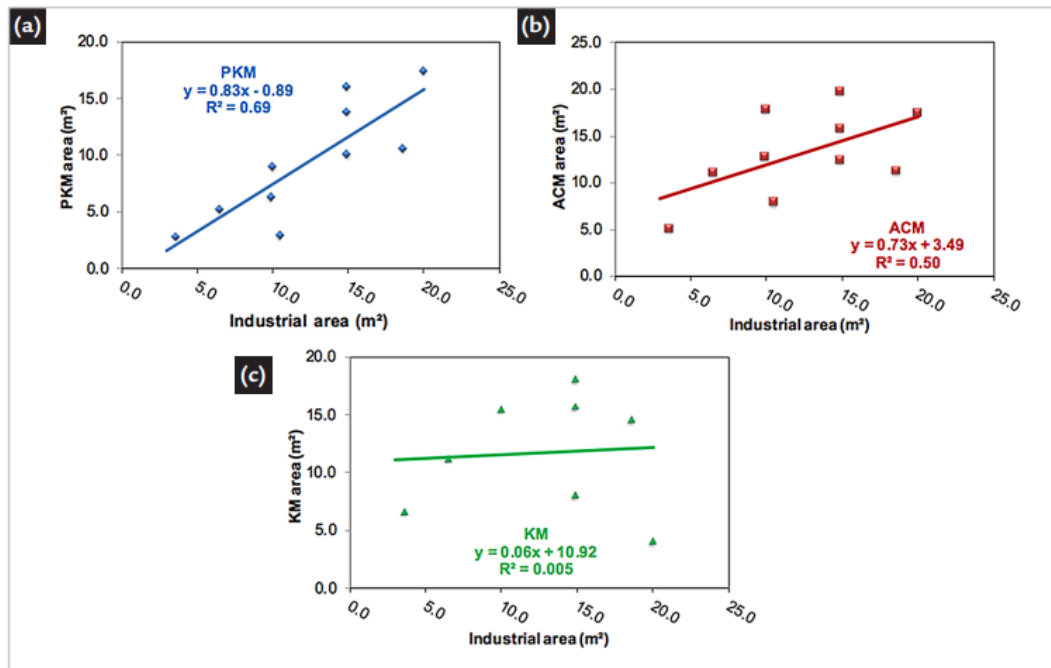 (a)
20.0
15.0
10.0
5.0
0.0
PKM area (m²)
PKM
y = 0.83x - 0.89
R² = 0.69
0.0 5.0 10.0 15.0 20.0 25.0
Industrial area (m²)
(b)
25.0
20.0
15.0
10.0
5.0
0.0
ACM area (m²)
ACM
y = 0.73x + 3.49
R² = 0.50
0.0 5.0 10.0 15.0 20.0 25.0
Industrial area (m²)
(c)
20.0
15.0
10.0
5.0
0.0
KM area (m²)
KM
y = 0.06x + 10.92
R² = 0.005
0.0 5.0 10.0 15.0 20.0 25.0
Industrial area (m²)